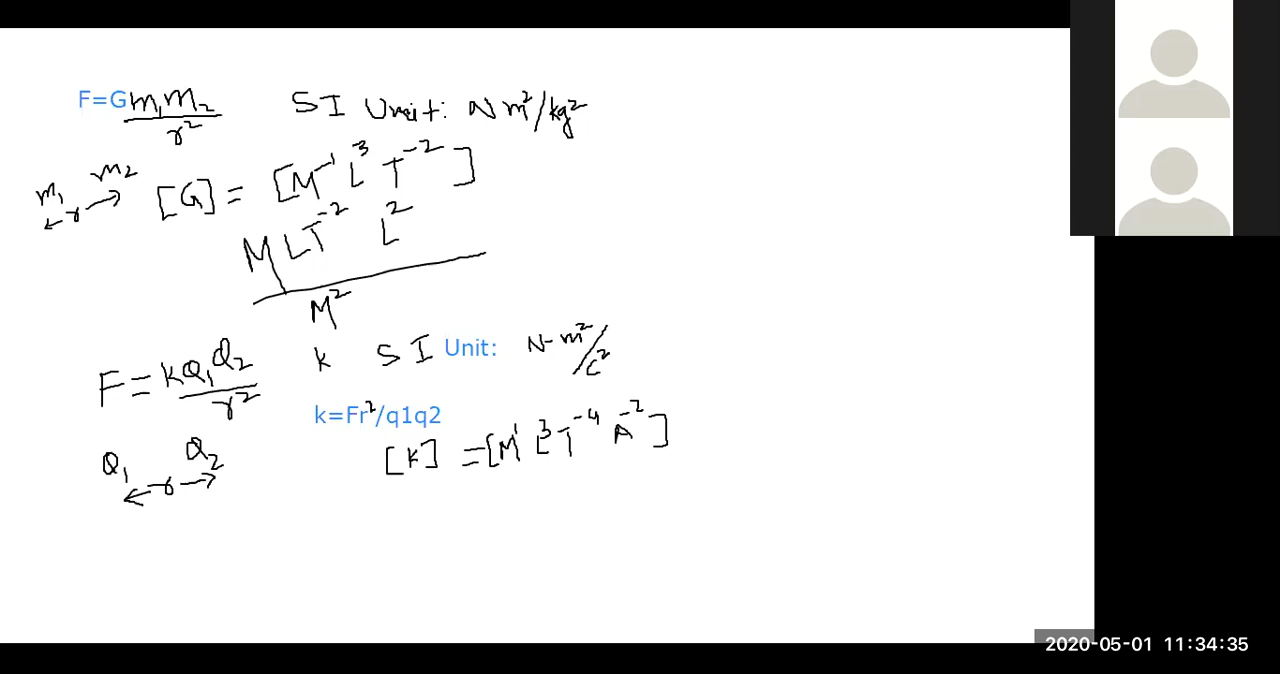 F=G m₁m₂ / r² SI Unit: N m²/kg²
m₁ r m₂ [G] = [M⁻¹ L³ T⁻²]
MLT⁻² L² / M²
F = kQ₁Q₂ / r² k SI Unit: N-m²/C²
k=Fr²/q1q2
Q₁ r Q₂ [k] = [M¹ L³ T⁻⁴ A⁻²]
2020-05-01 11:34:35